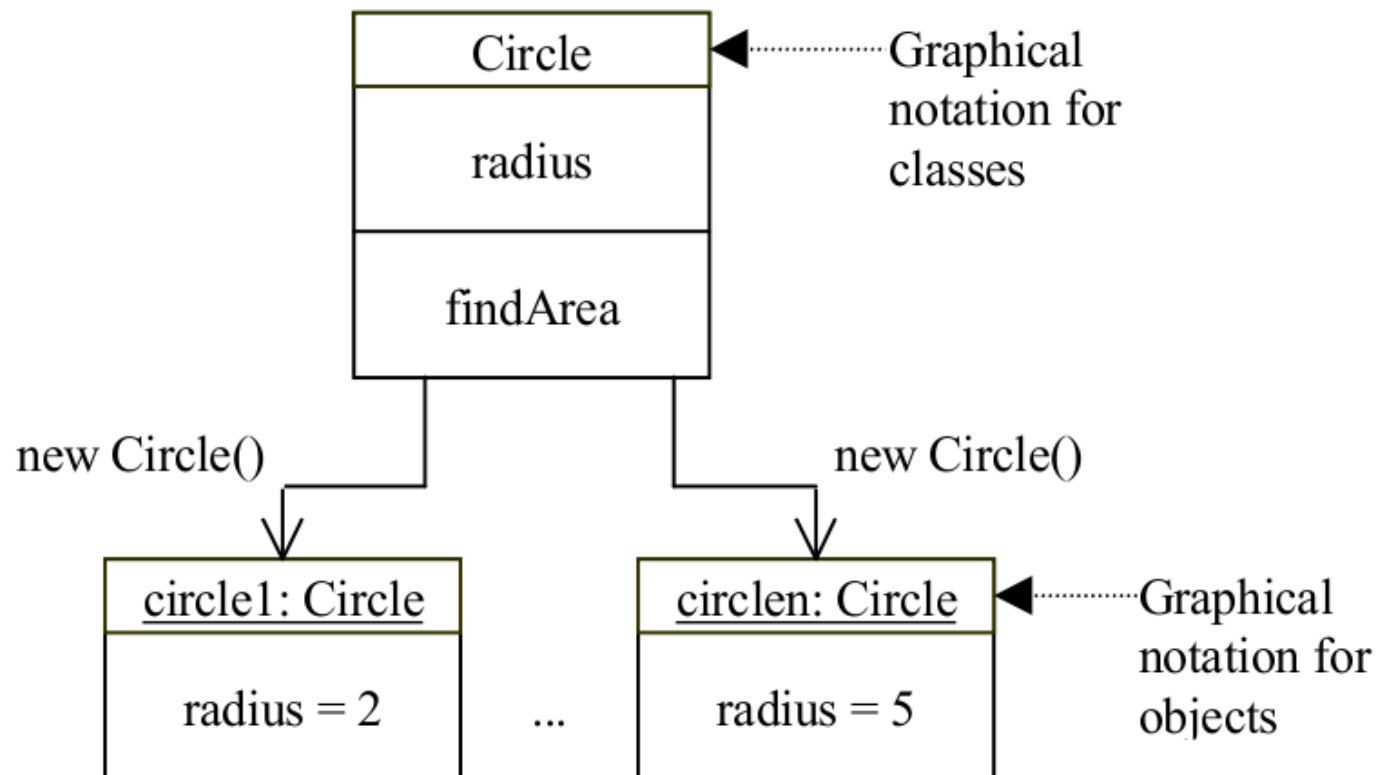 Circle
Graphical
notation for
classes
radius
findArea
new Circle()
new Circle()
circle1: Circle
circlen: Circle
Graphical
notation for
objects
radius = 2
...
radius = 5